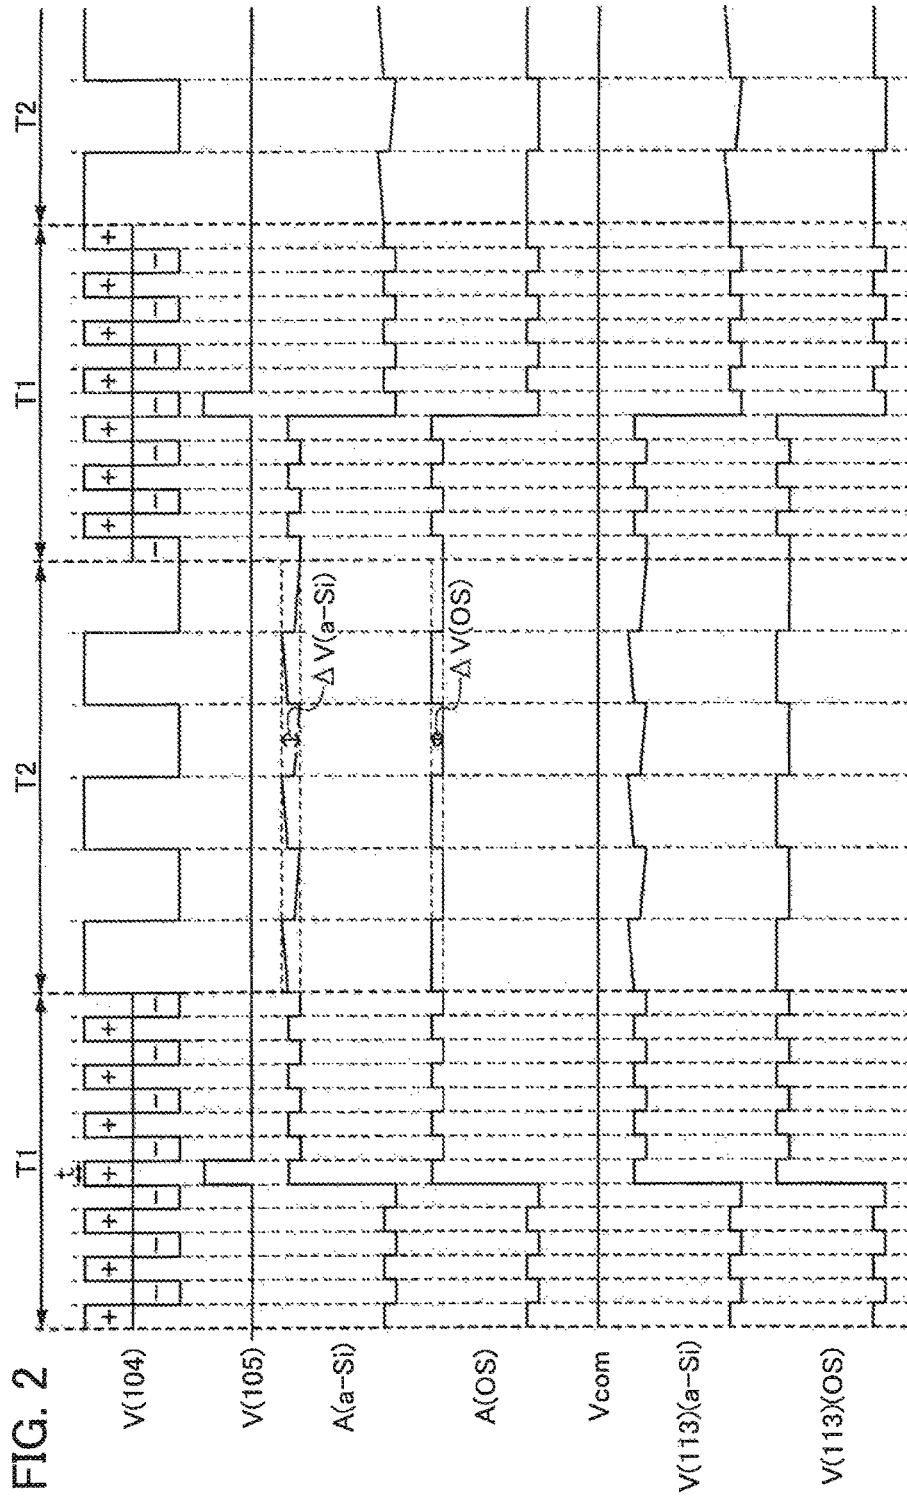 FIG. 2
T1 T2 T1 T2
t
V(104) + − + − + − + − + − + − + − − + − + − + − + − + − + − +
V(105)
A(a-Si) ΔV(a-Si)
A(OS) ΔV(OS)
Vcom
V(113)(a-Si)
V(113)(OS)